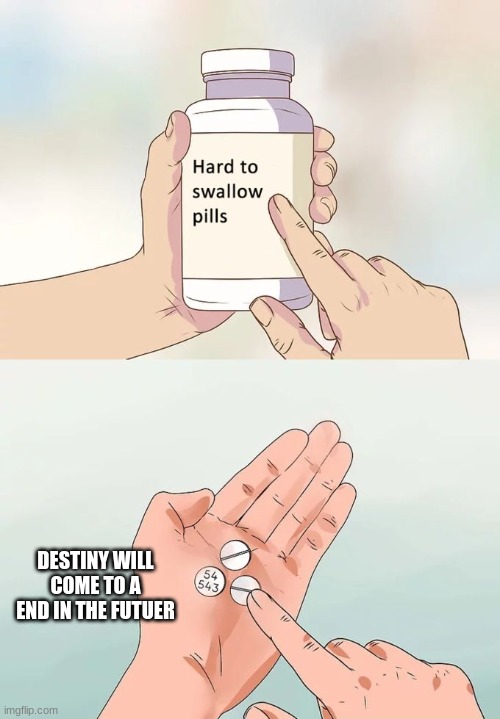 Hard to
swallow
pills
DESTINY WILL
COME TO A
END IN THE FUTUER
54
543
imgflip.com